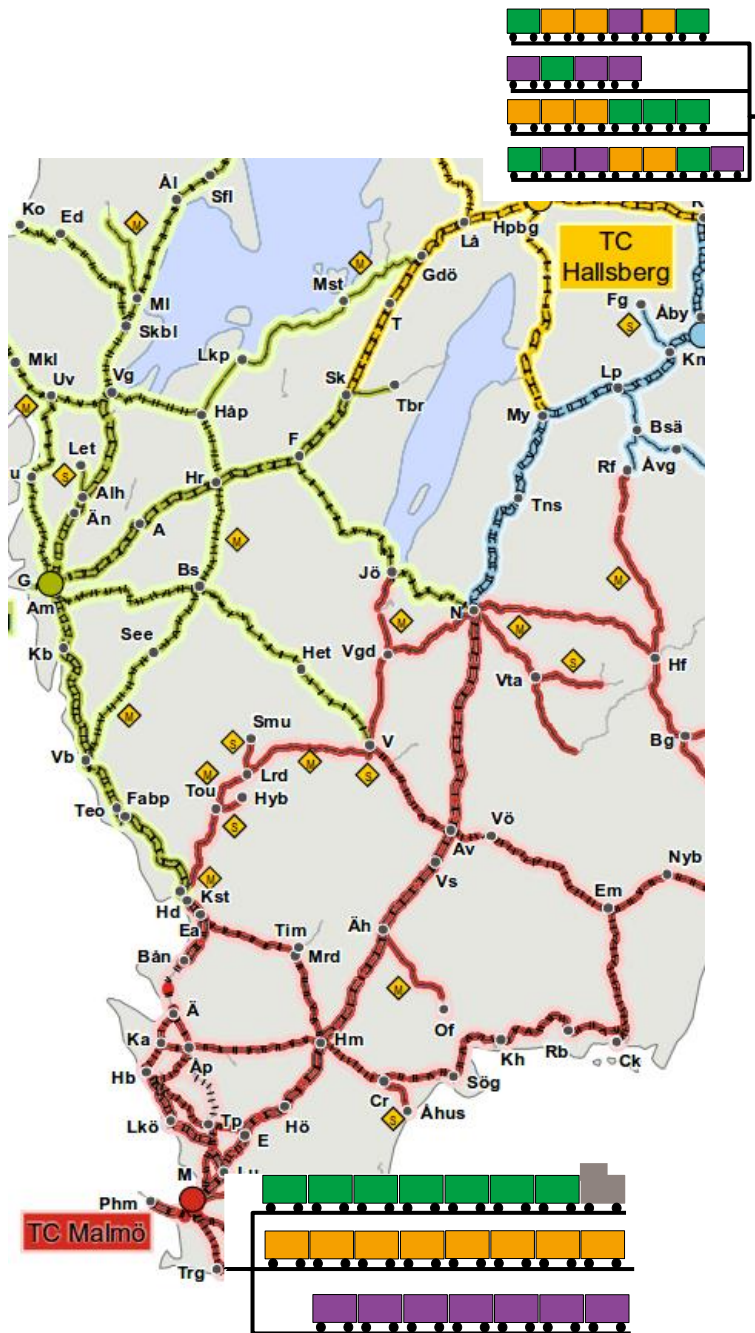 Ål
Sfl
Ko
Ed
M
Lå
Hpbg
TC
Hallsberg
Gdö
M
Mst
Ml
Fg
Åby
Skbl
T
S
Km
Mkl
Lkp
Uv
Vg
Sk
Tbr
Lp
M
Håp
My
Bsä
Let
F
Rf
Åvg
u
S
Hr
Alh
Tns
Än
A
M
G
Bs
Jö
M
Am
N
M
See
M
S
Kb
Het
Vgd
Vta
Hf
M
Smu
S
V
Bg
Vb
M
M
Lrd
S
Teo
Fabp
Tou
Hyb
S
Vö
Av
M
Vs
Nyb
Hd
Kst
Em
Ea
Tim
Äh
Bån
Mrd
M
Ä
Of
Ka
Hm
Kh
Rb
Ck
Åp
Hb
Cr
Sög
Lkö
Tp
Hö
S
Åhus
E
M
Phm
TC Malmö
Trg